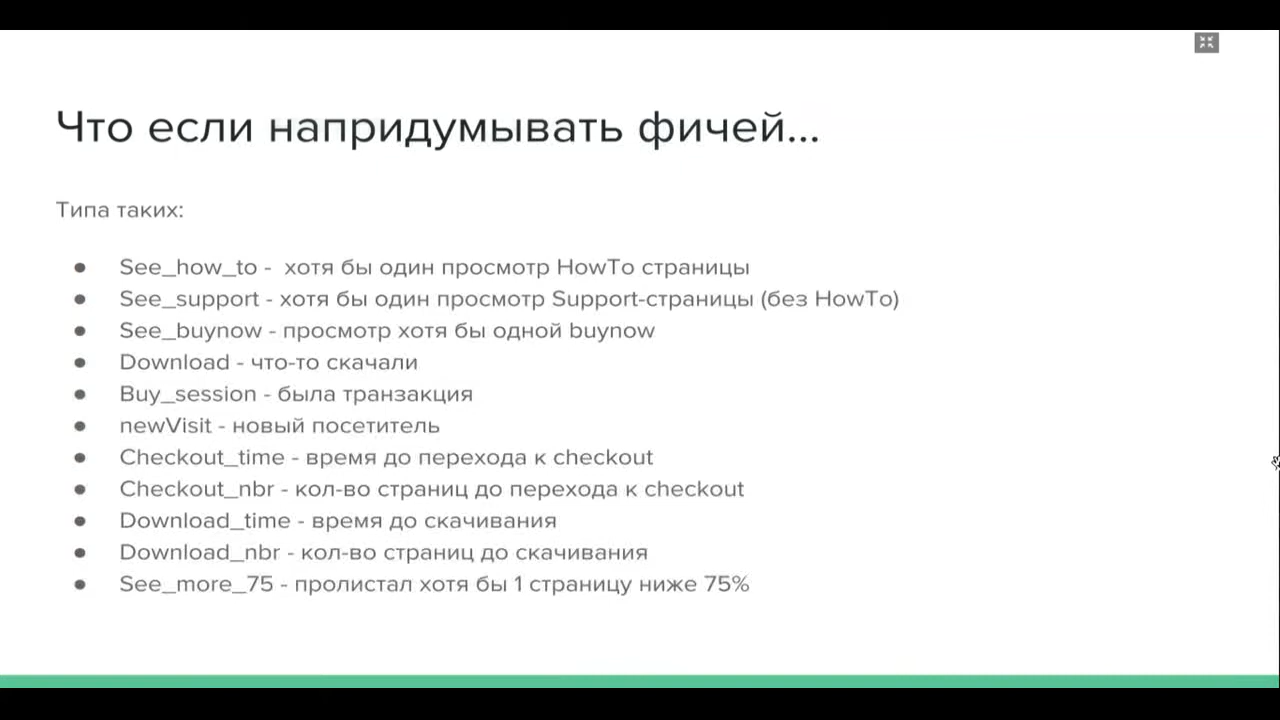 Что если напридумывать фичей...
Типа таких:
● See_how_to - хотя бы один просмотр HowTo страницы
● See_support - хотя бы один просмотр Support-страницы (без HowTo)
● See_buynow - просмотр хотя бы одной buynow
● Download - что-то скачали
● Buy_session - была транзакция
● newVisit - новый посетитель
● Checkout_time - время до перехода к checkout
● Checkout_nbr - кол-во страниц до перехода к checkout
● Download_time - время до скачивания
● Download_nbr - кол-во страниц до скачивания
● See_more_75 - пролистал хотя бы 1 страницу ниже 75%